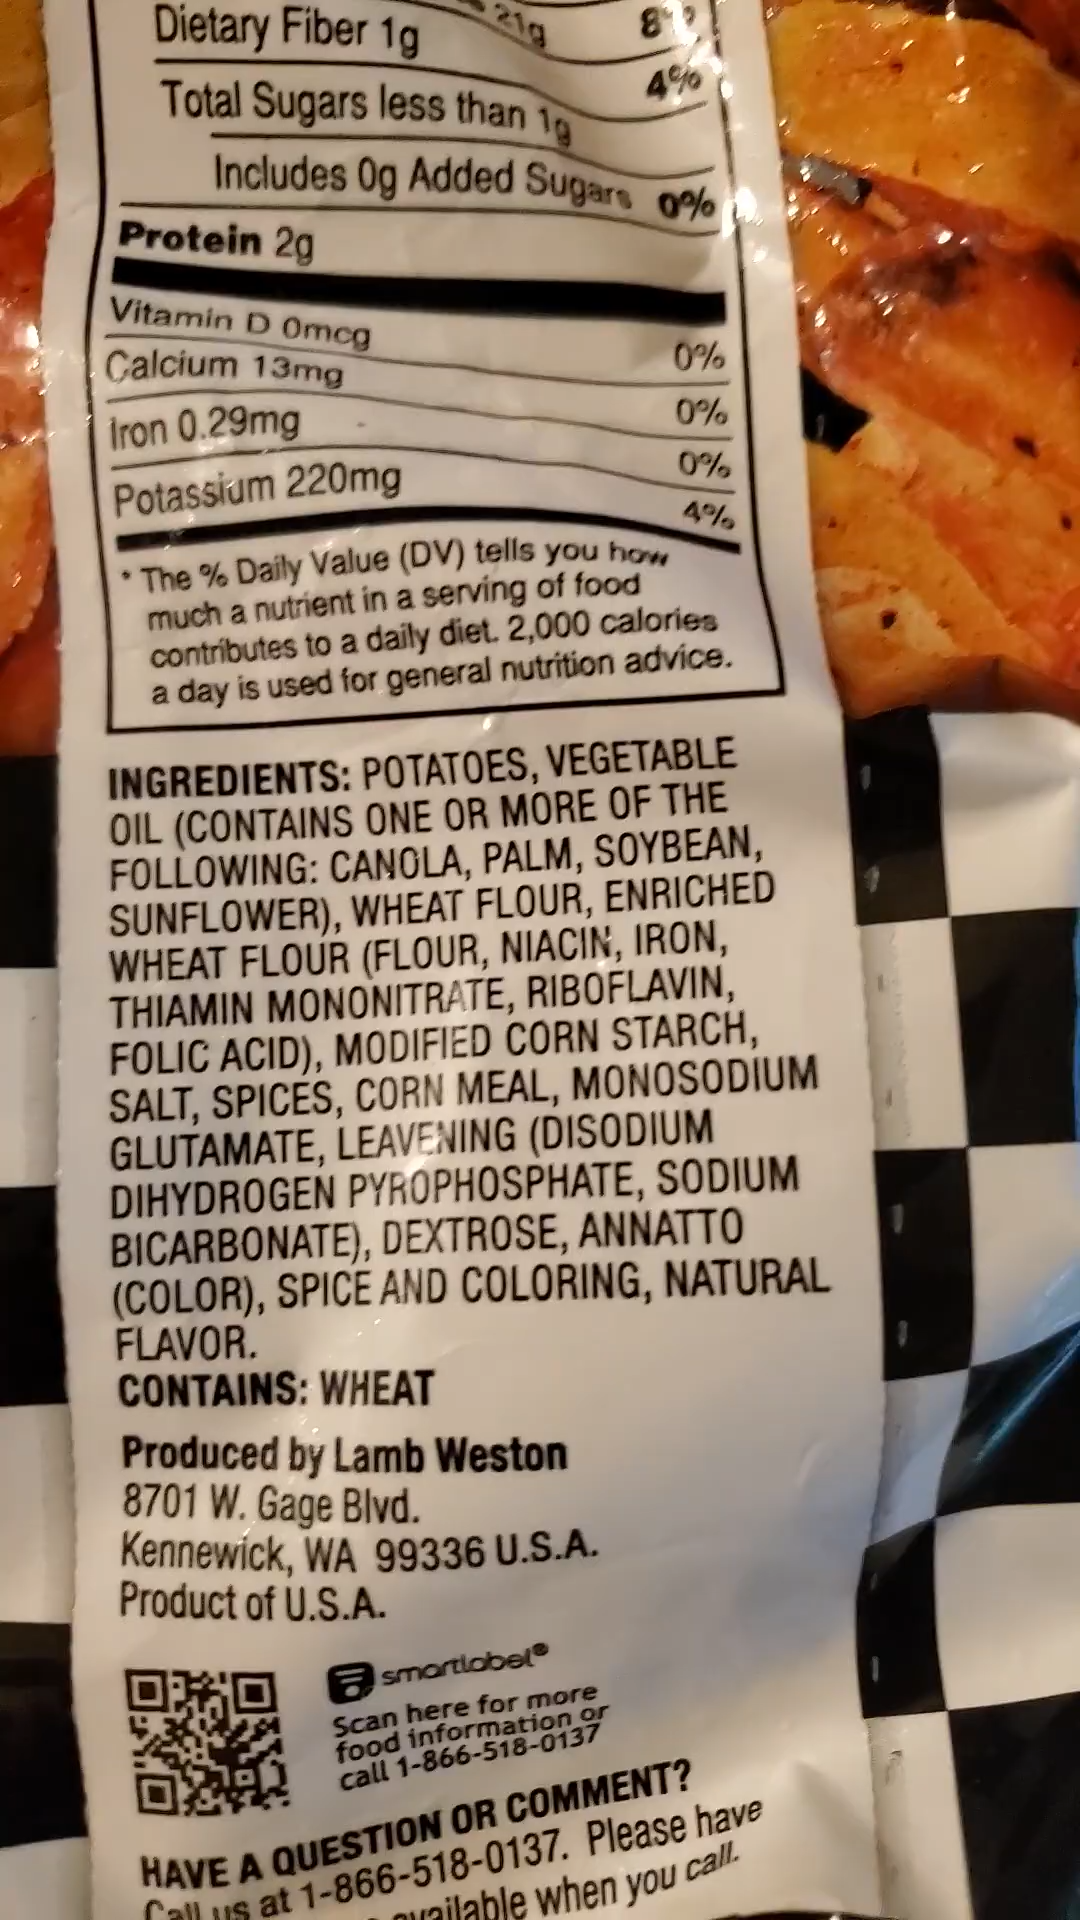 21g 8%
Dietary Fiber 1g 4%
Total Sugars less than 1g
Includes 0g Added Sugars 0%
Protein 2g
Vitamin D 0mcg 0%
Calcium 13mg 0%
Iron 0.29mg 0%
Potassium 220mg 4%
* The % Daily Value (DV) tells you how
much a nutrient in a serving of food
contributes to a daily diet. 2,000 calories
a day is used for general nutrition advice.
INGREDIENTS: POTATOES, VEGETABLE
OIL (CONTAINS ONE OR MORE OF THE
FOLLOWING: CANOLA, PALM, SOYBEAN,
SUNFLOWER), WHEAT FLOUR, ENRICHED
WHEAT FLOUR (FLOUR, NIACIN, IRON,
THIAMIN MONONITRATE, RIBOFLAVIN,
FOLIC ACID), MODIFIED CORN STARCH,
SALT, SPICES, CORN MEAL, MONOSODIUM
GLUTAMATE, LEAVENING (DISODIUM
DIHYDROGEN PYROPHOSPHATE, SODIUM
BICARBONATE), DEXTROSE, ANNATTO
(COLOR), SPICE AND COLORING, NATURAL
FLAVOR.
CONTAINS: WHEAT
Produced by Lamb Weston
8701 W. Gage Blvd.
Kennewick, WA 99336 U.S.A.
Product of U.S.A.
smartlabel®
Scan here for more
food information or
call 1-866-518-0137
HAVE A QUESTION OR COMMENT?
Call us at 1-866-518-0137. Please have
available when you call.